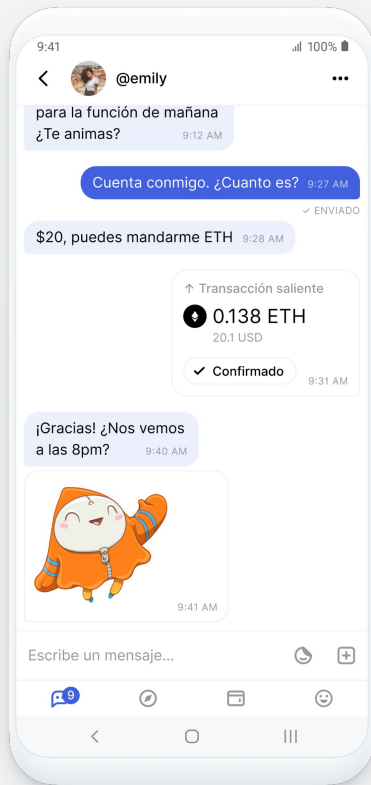 9:41
100%
@emily
para la función de mañana
¿Te animas?
9:12 AM
Cuenta conmigo. ¿Cuanto es? 9:27 AM
✓ ENVIADO
$20, puedes mandarme ETH 9:28 AM
↑ Transacción saliente
0.138 ETH
20.1 USD
✓ Confirmado
9:31 AM
¡Gracias! ¿Nos vemos
a las 8pm? 9:40 AM
9:41 AM
Escribe un mensaje...
9